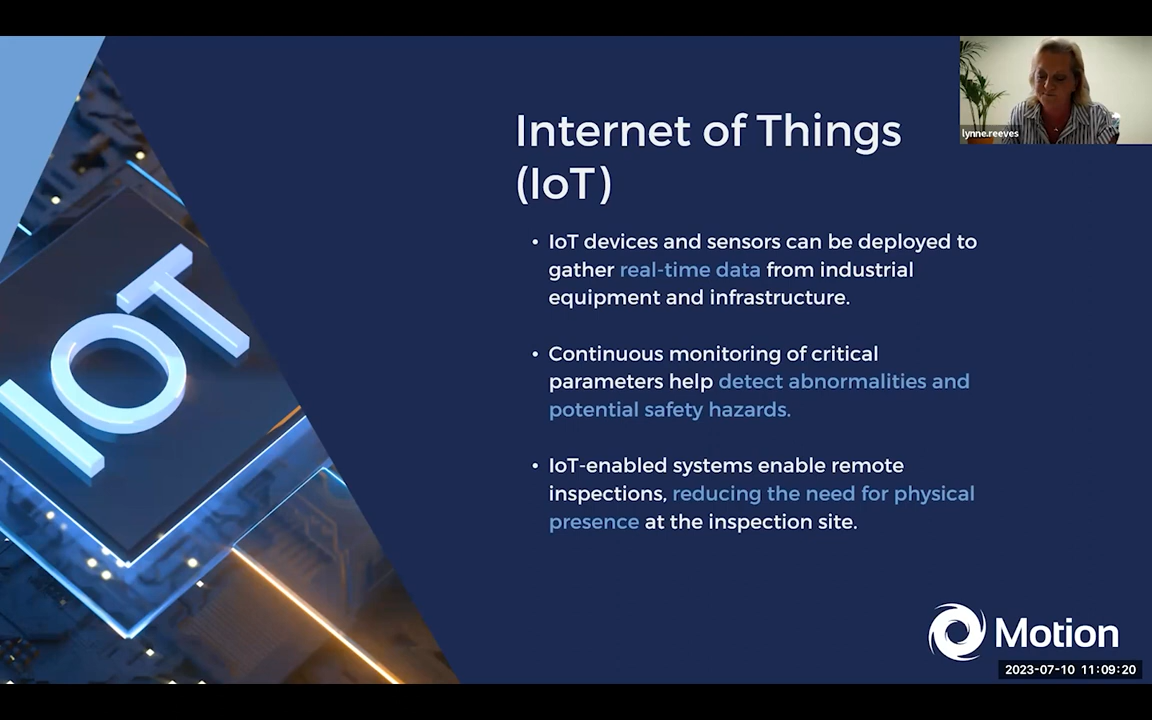 Internet of Things
(IoT)
lynne.reeves
• IoT devices and sensors can be deployed to
gather real-time data from industrial
equipment and infrastructure.
• Continuous monitoring of critical
parameters help detect abnormalities and
potential safety hazards.
• IoT-enabled systems enable remote
inspections, reducing the need for physical
presence at the inspection site.
IOT
Motion
2023-07-10 11:09:20